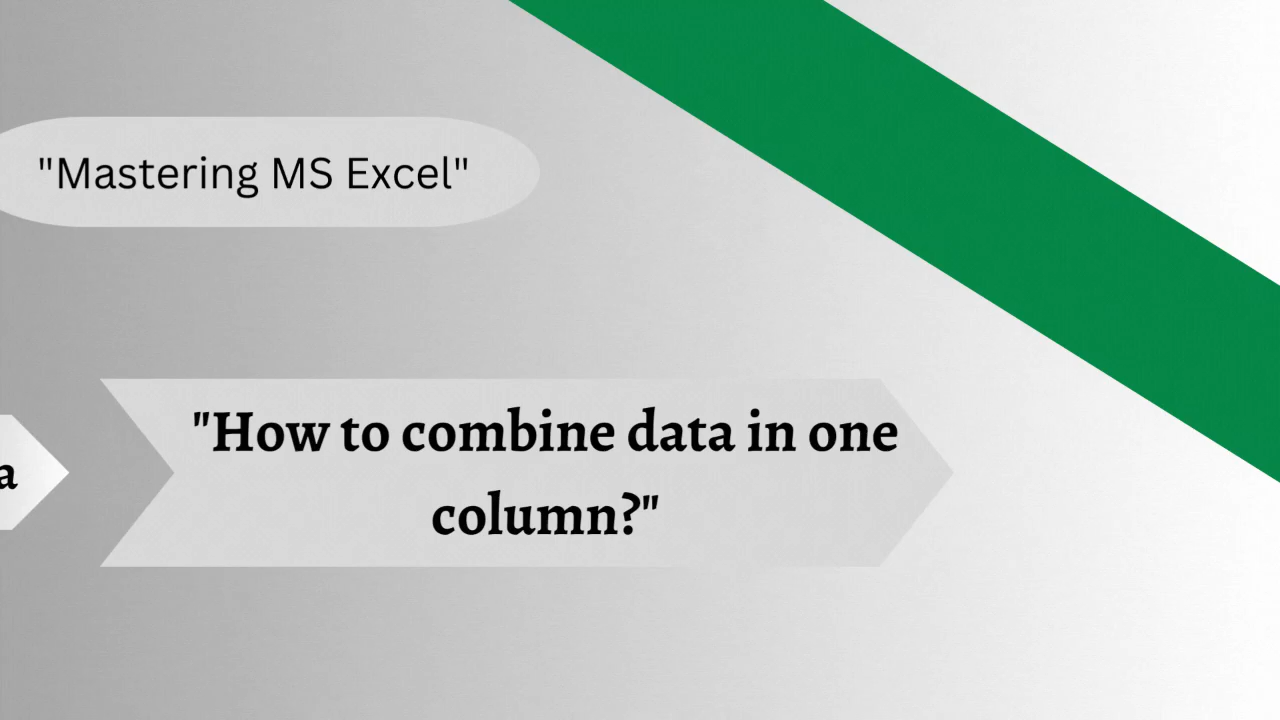 "Mastering MS Excel"
a
"How to combine data in one
column?"